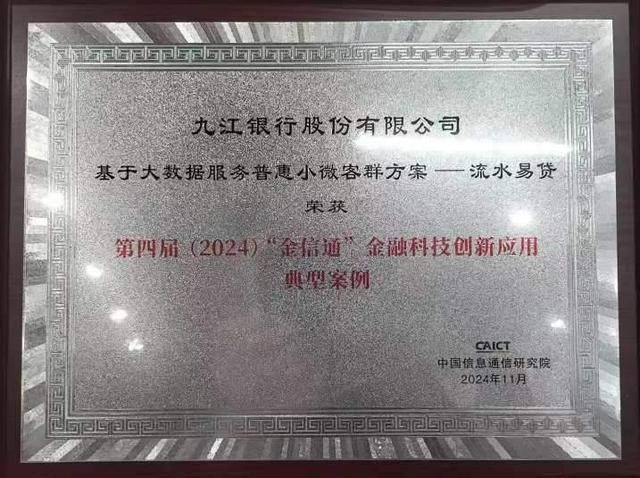 九江银行股份有限公司
基于大数据服务普惠小微客群方案——流水易贷
荣获
第四届（2024）“金信通”金融科技创新应用
典型案例
CAICT
中国信息通信研究院
2024年11月